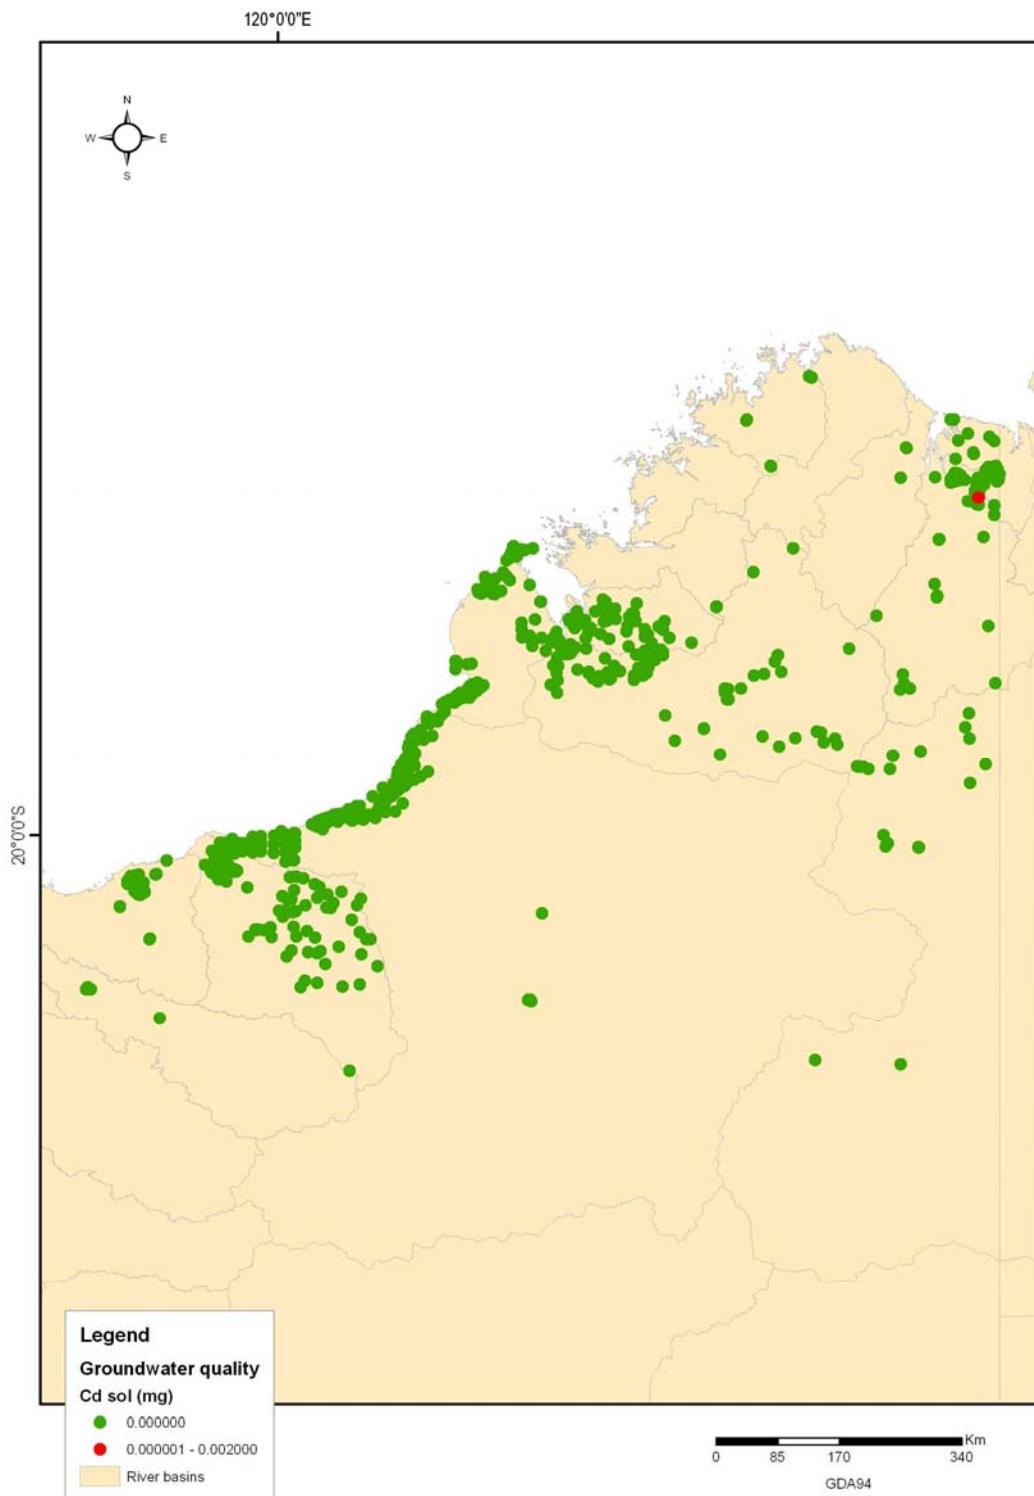 120°0'0"E
N
W E
S
20°0'0"S
Legend
Groundwater quality
Cd sol (mg)
0.000000
0.000001 - 0.002000
River basins
Km
0 85 170 340
GDA94